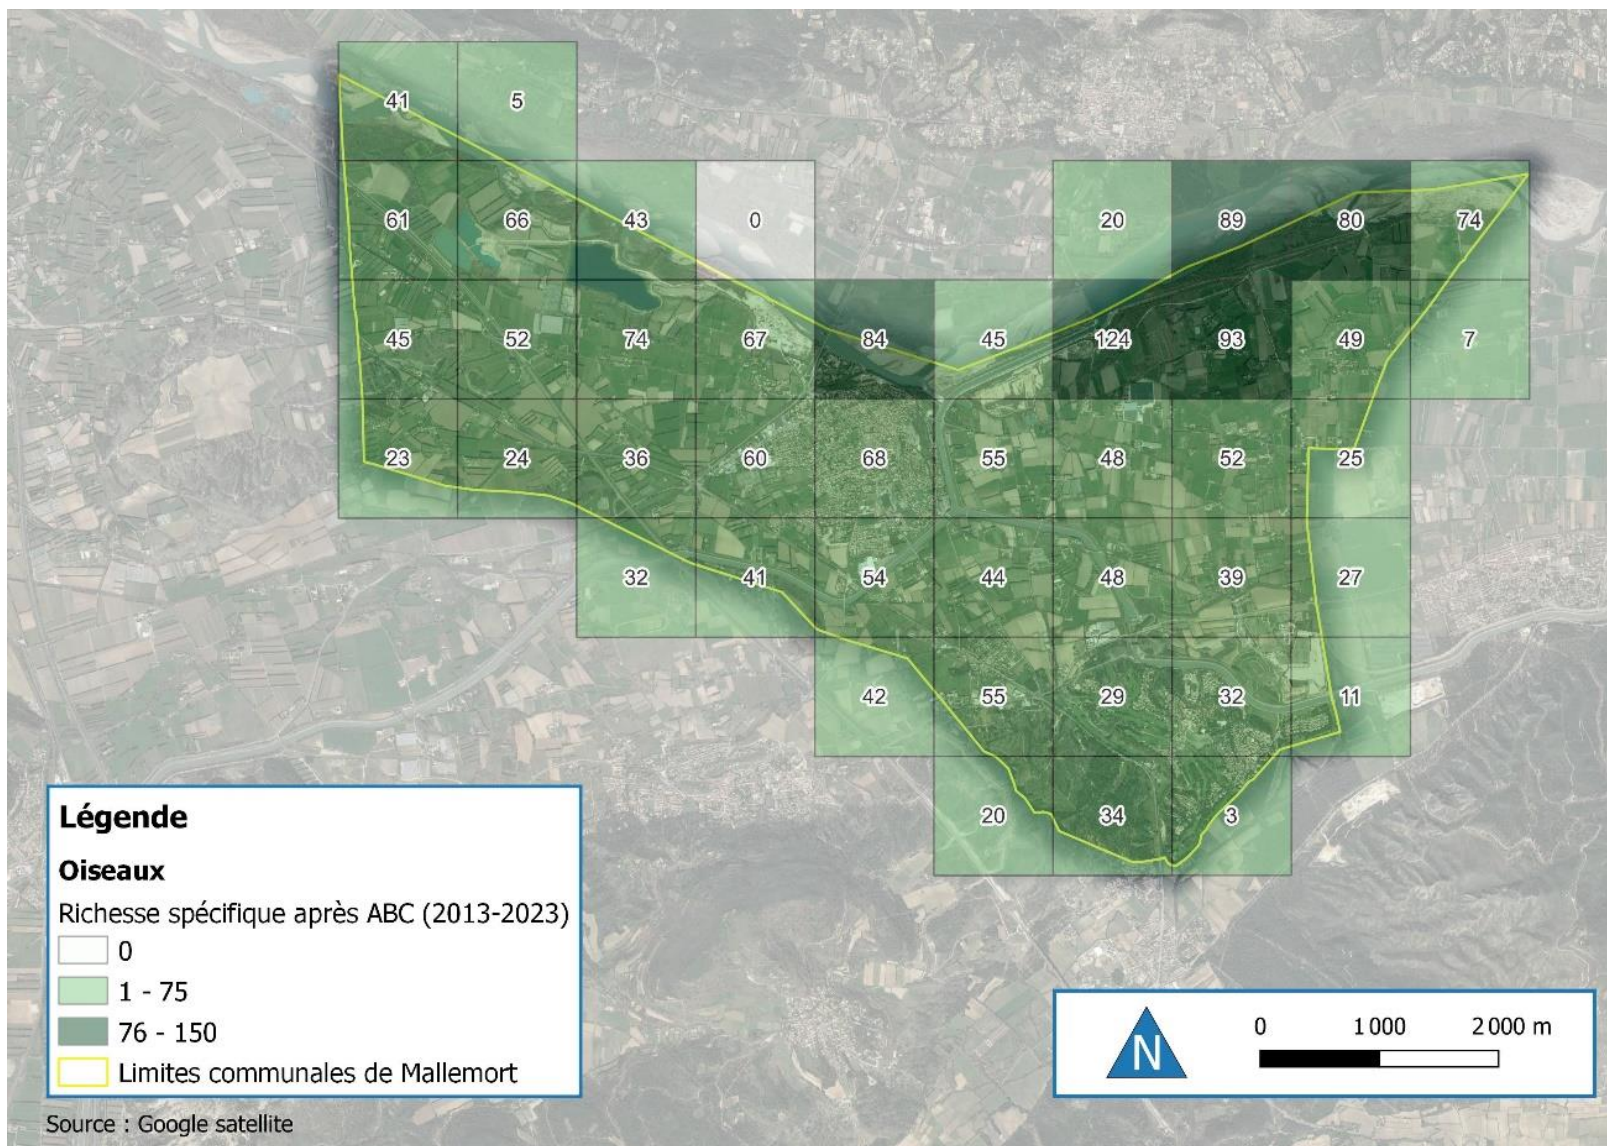 41 5
61 66 43 0 20 89 80 74
45 52 74 67 84 45 124 93 49 7
23 24 36 60 68 55 48 52 25
32 41 54 44 48 39 27
42 55 29 32 11
20 34 3
Légende
Oiseaux
Richesse spécifique après ABC (2013-2023)
0
1 - 75
76 - 150
Limites communales de Mallemort
N
0 1 000 2 000 m
Source : Google satellite